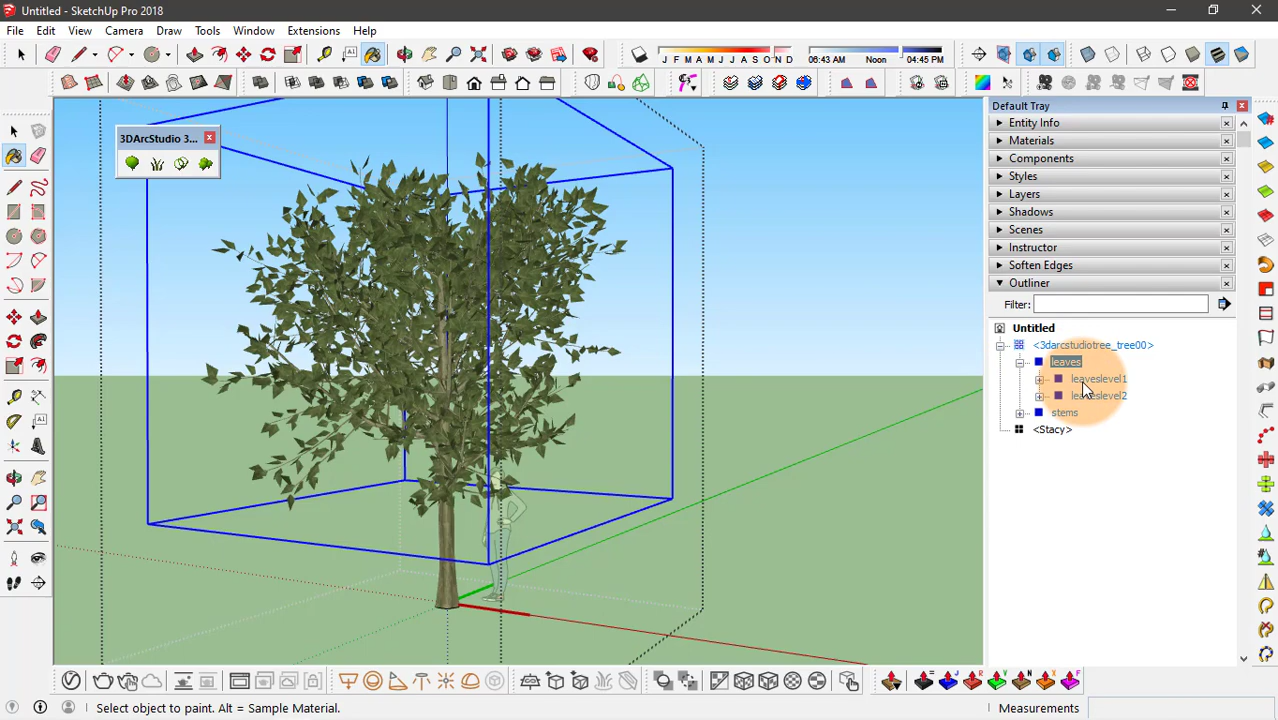 Untitled - SketchUp Pro 2018
File Edit View Camera Draw Tools Window Extensions Help
J F M A M J J A S O N D 06:43 AM Noon 04:45 PM
3DArcStudio 3...
Default Tray
Entity Info
Materials
Components
Styles
Layers
Shadows
Scenes
Instructor
Soften Edges
Outliner
Filter:
Untitled
<3darcstudiotree_tree00>
leaves
leaveslevel1
leaveslevel2
stems
<Stacy>
Select object to paint. Alt = Sample Material.
Measurements